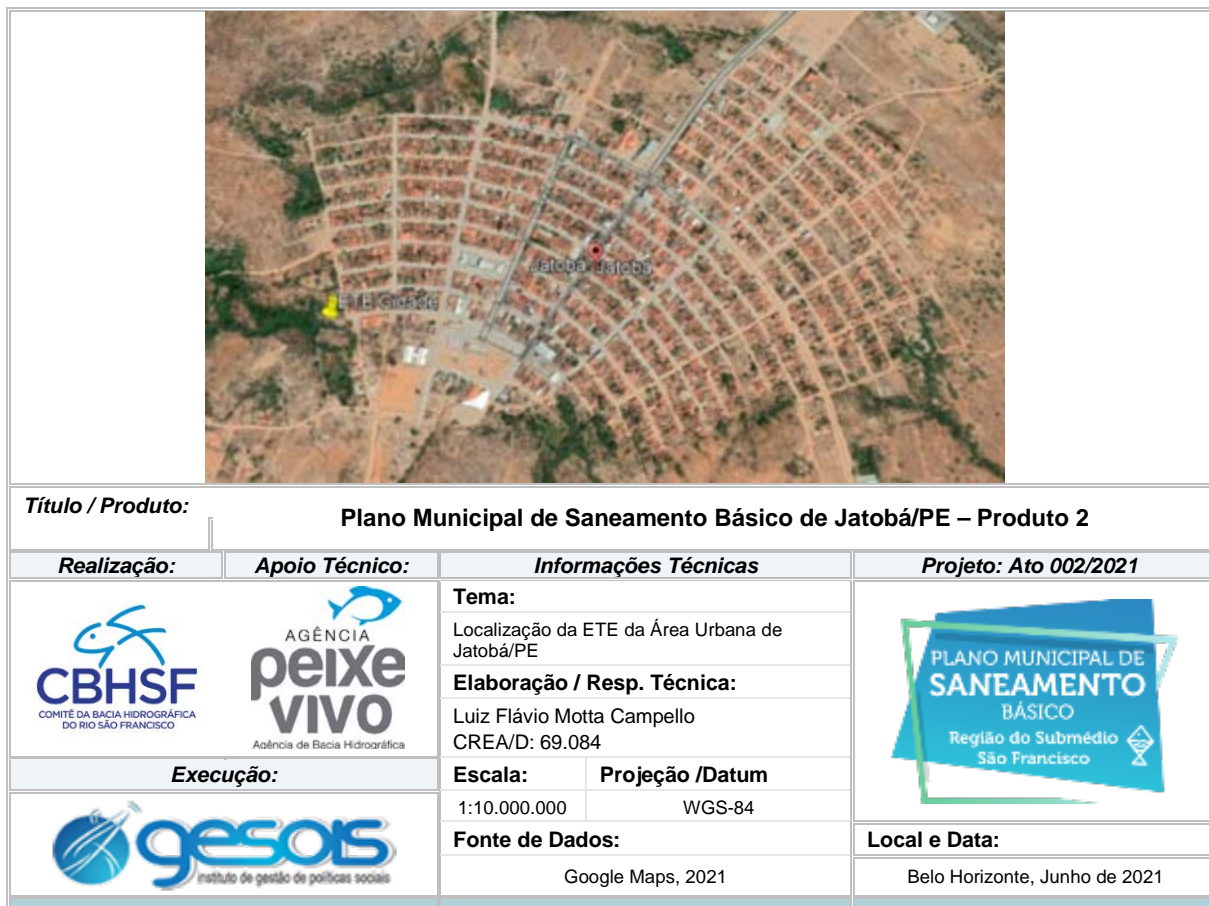 Jatobá Jatobá
ETE Cidade
Título / Produto:
Plano Municipal de Saneamento Básico de Jatobá/PE – Produto 2
Realização:
Apoio Técnico:
Informações Técnicas
Projeto: Ato 002/2021
CBHSF
COMITÊ DA BACIA HIDROGRÁFICA
DO RIO SÃO FRANCISCO
AGÊNCIA
peixe
vivo
Agência de Bacia Hidrográfica
Tema:
Localização da ETE da Área Urbana de
Jatobá/PE
Elaboração / Resp. Técnica:
Luiz Flávio Motta Campello
CREA/D: 69.084
PLANO MUNICIPAL DE
SANEAMENTO
BÁSICO
Região do Submédio
São Francisco
Execução:
gesois
instituto de gestão de políticas sociais
Escala:
Projeção /Datum
1:10.000.000
WGS-84
Fonte de Dados:
Google Maps, 2021
Local e Data:
Belo Horizonte, Junho de 2021